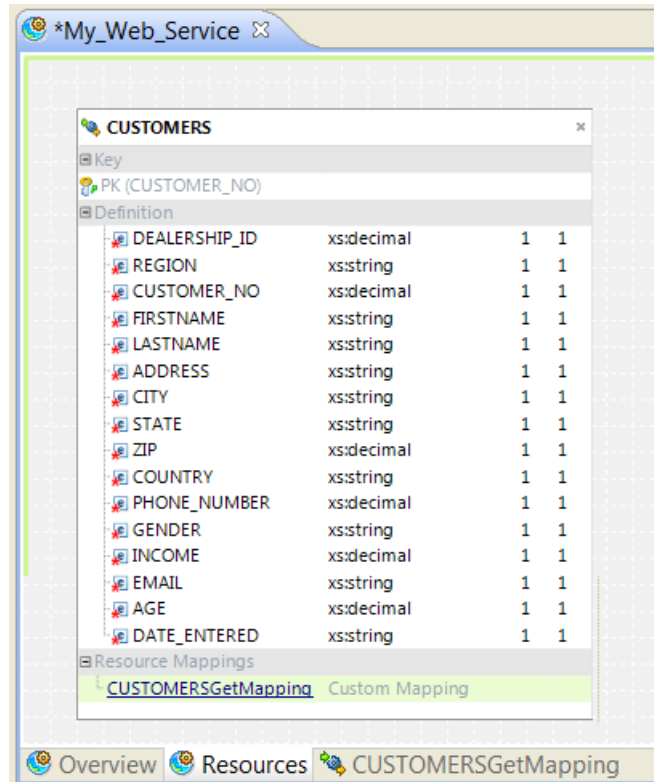 *My_Web_Service
CUSTOMERS
Key
PK (CUSTOMER_NO)
Definition
DEALERSHIP_ID xs:decimal 1 1
REGION xs:string 1 1
CUSTOMER_NO xs:decimal 1 1
FIRSTNAME xs:string 1 1
LASTNAME xs:string 1 1
ADDRESS xs:string 1 1
CITY xs:string 1 1
STATE xs:string 1 1
ZIP xs:decimal 1 1
COUNTRY xs:string 1 1
PHONE_NUMBER xs:decimal 1 1
GENDER xs:string 1 1
INCOME xs:decimal 1 1
EMAIL xs:string 1 1
AGE xs:decimal 1 1
DATE_ENTERED xs:string 1 1
Resource Mappings
CUSTOMERSGetMapping Custom Mapping
Overview Resources CUSTOMERSGetMapping